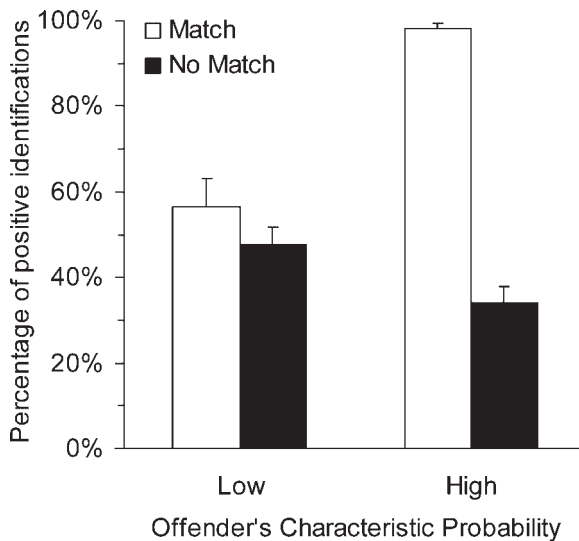 Percentage of positive identifications
100%
80%
60%
40%
20%
0%
Match
No Match
Low
High
Offender's Characteristic Probability